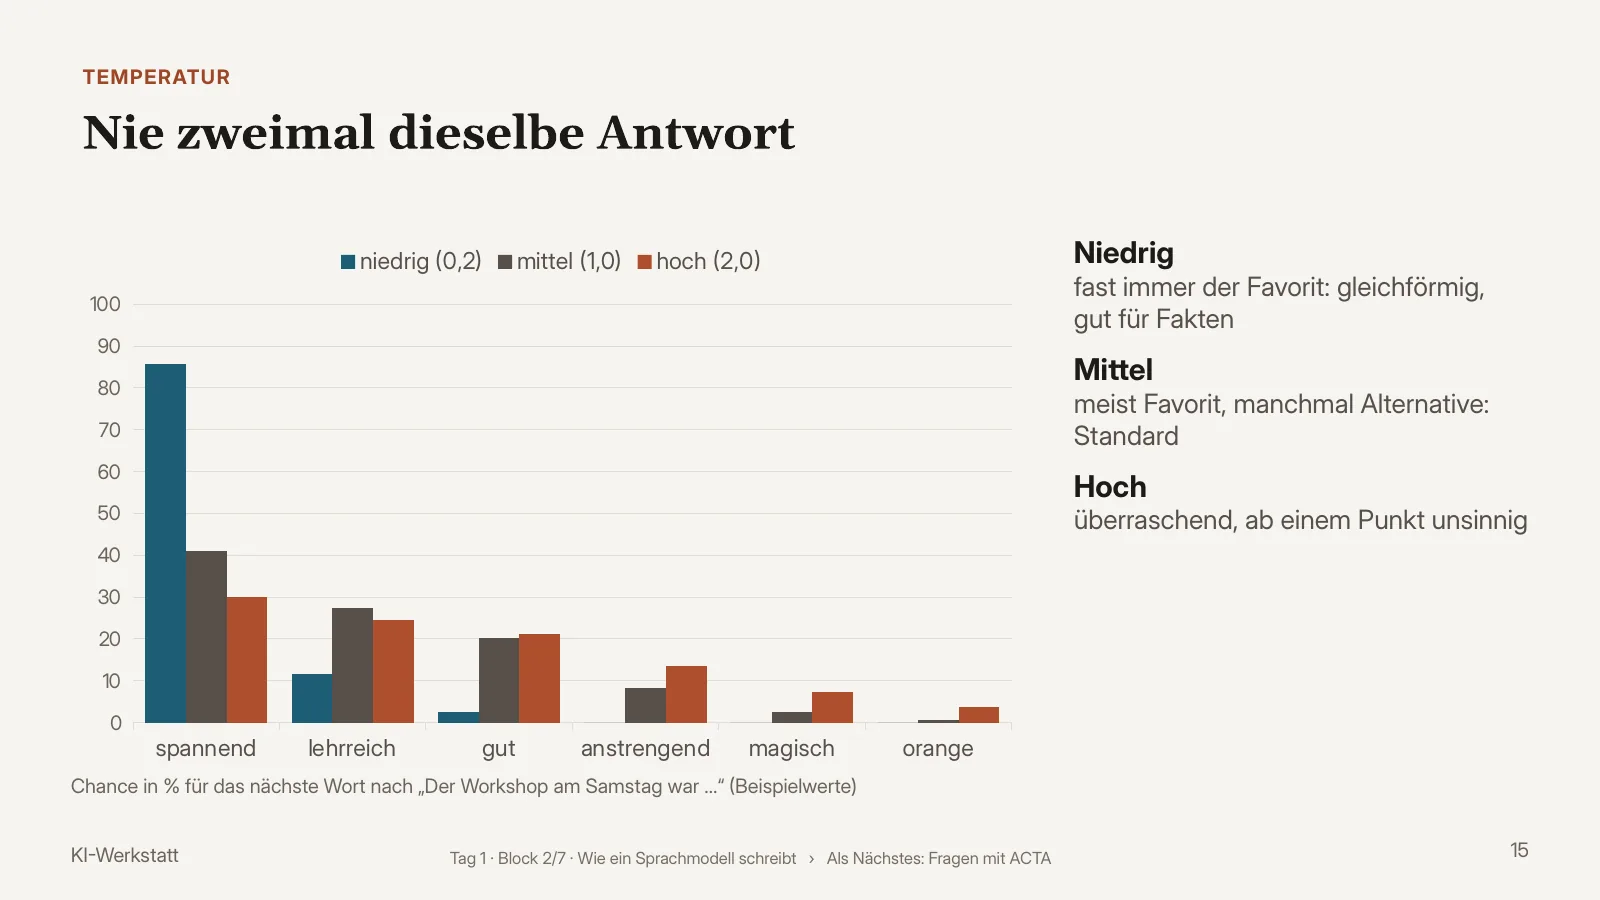 TEMPERATUR
Nie zweimal dieselbe Antwort
niedrig (0,2) mittel (1,0) hoch (2,0)
100
90
80
70
60
50
40
30
20
10
0
spannend lehrreich gut anstrengend magisch orange
Chance in % für das nächste Wort nach „Der Workshop am Samstag war …“ (Beispielwerte)
Niedrig
fast immer der Favorit: gleichförmig,
gut für Fakten
Mittel
meist Favorit, manchmal Alternative:
Standard
Hoch
überraschend, ab einem Punkt unsinnig
KI-Werkstatt
Tag 1 · Block 2/7 · Wie ein Sprachmodell schreibt › Als Nächstes: Fragen mit ACTA
15